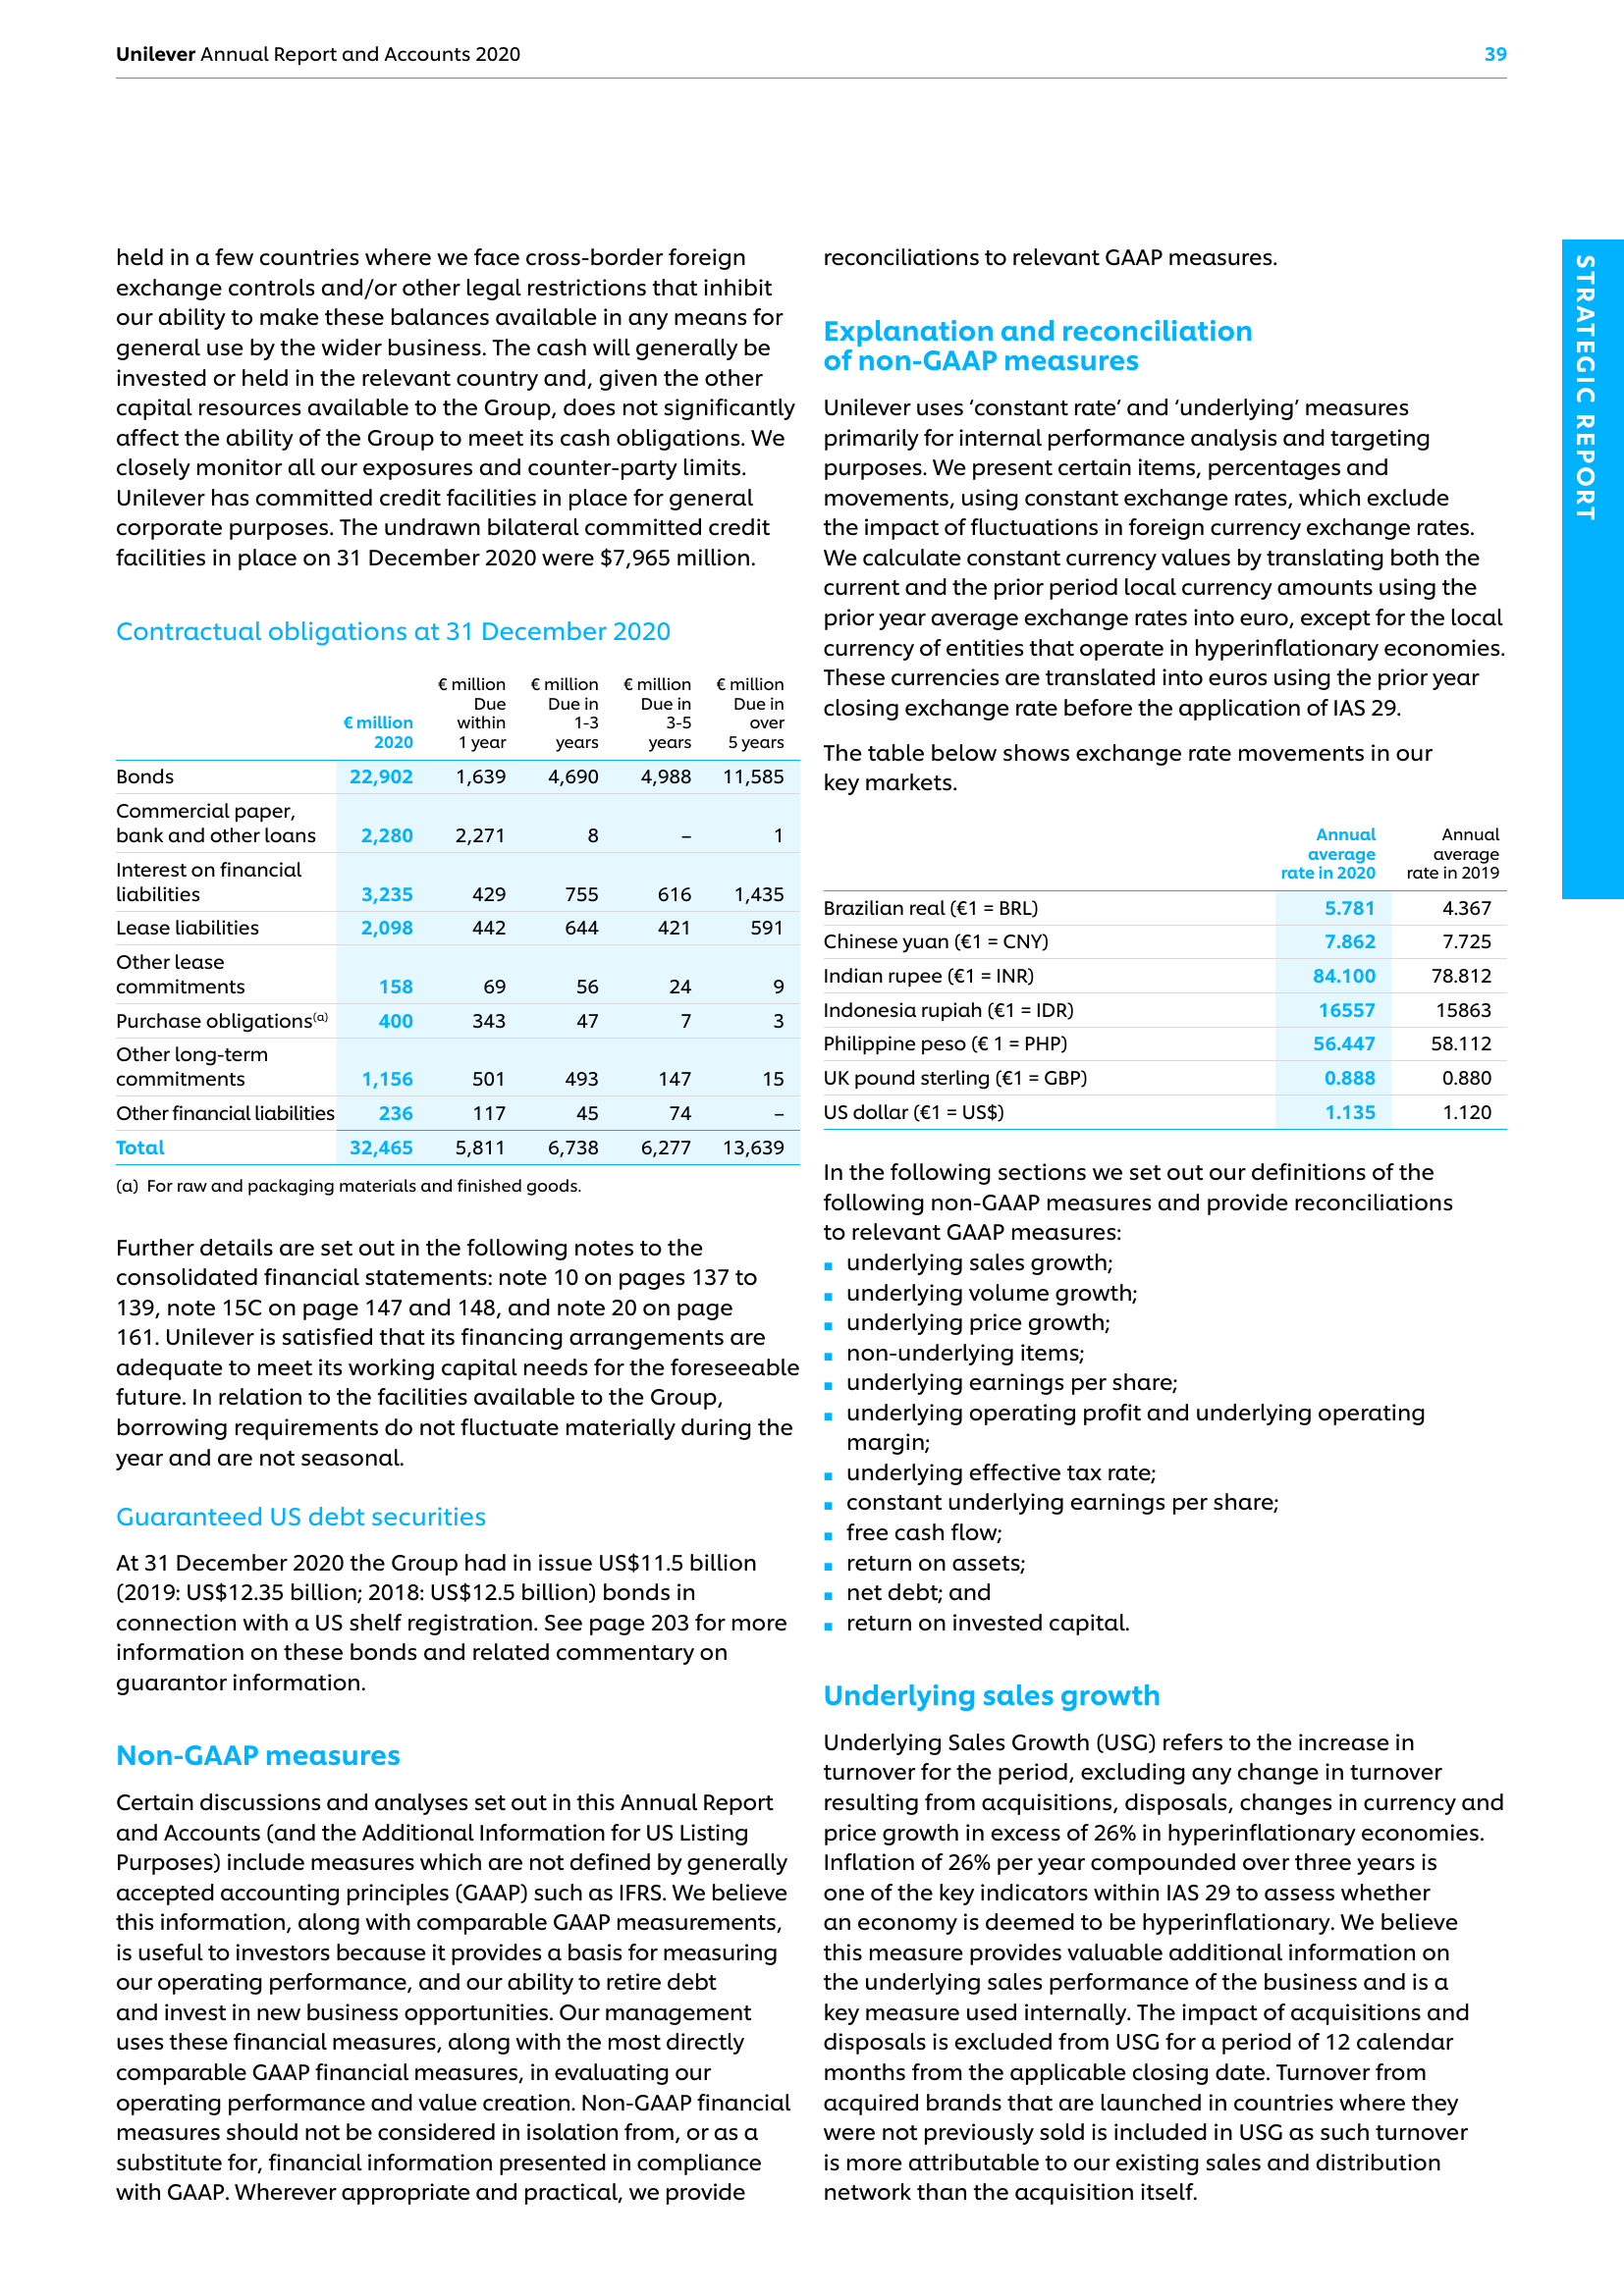 Unilever Annual Report and Accounts 2020
39
held in a few countries where we face cross-border foreign
exchange controls and/or other legal restrictions that inhibit
our ability to make these balances available in any means for
general use by the wider business. The cash will generally be
invested or held in the relevant country and, given the other
capital resources available to the Group, does not significantly
affect the ability of the Group to meet its cash obligations. We
closely monitor all our exposures and counter-party limits.
Unilever has committed credit facilities in place for general
corporate purposes. The undrawn bilateral committed credit
facilities in place on 31 December 2020 were $7,965 million.
Contractual obligations at 31 December 2020
€ million € million € million € million
Due Due in Due in Due in
€ million within 1-3 3-5 over
2020 1 year years years 5 years
Bonds 22,902 1,639 4,690 4,988 11,585
Commercial paper,
bank and other loans 2,280 2,271 8 – 1
Interest on financial
liabilities 3,235 429 755 616 1,435
Lease liabilities 2,098 442 644 421 591
Other lease
commitments 158 69 56 24 9
Purchase obligations(a) 400 343 47 7 3
Other long-term
commitments 1,156 501 493 147 15
Other financial liabilities 236 117 45 74 –
Total 32,465 5,811 6,738 6,277 13,639
(a) For raw and packaging materials and finished goods.
Further details are set out in the following notes to the
consolidated financial statements: note 10 on pages 137 to
139, note 15C on page 147 and 148, and note 20 on page
161. Unilever is satisfied that its financing arrangements are
adequate to meet its working capital needs for the foreseeable
future. In relation to the facilities available to the Group,
borrowing requirements do not fluctuate materially during the
year and are not seasonal.
Guaranteed US debt securities
At 31 December 2020 the Group had in issue US$11.5 billion
(2019: US$12.35 billion; 2018: US$12.5 billion) bonds in
connection with a US shelf registration. See page 203 for more
information on these bonds and related commentary on
guarantor information.
Non-GAAP measures
Certain discussions and analyses set out in this Annual Report
and Accounts (and the Additional Information for US Listing
Purposes) include measures which are not defined by generally
accepted accounting principles (GAAP) such as IFRS. We believe
this information, along with comparable GAAP measurements,
is useful to investors because it provides a basis for measuring
our operating performance, and our ability to retire debt
and invest in new business opportunities. Our management
uses these financial measures, along with the most directly
comparable GAAP financial measures, in evaluating our
operating performance and value creation. Non-GAAP financial
measures should not be considered in isolation from, or as a
substitute for, financial information presented in compliance
with GAAP. Wherever appropriate and practical, we provide
reconciliations to relevant GAAP measures.
Explanation and reconciliation
of non-GAAP measures
Unilever uses ‘constant rate’ and ‘underlying’ measures
primarily for internal performance analysis and targeting
purposes. We present certain items, percentages and
movements, using constant exchange rates, which exclude
the impact of fluctuations in foreign currency exchange rates.
We calculate constant currency values by translating both the
current and the prior period local currency amounts using the
prior year average exchange rates into euro, except for the local
currency of entities that operate in hyperinflationary economies.
These currencies are translated into euros using the prior year
closing exchange rate before the application of IAS 29.
The table below shows exchange rate movements in our
key markets.
Annual Annual
average average
rate in 2020 rate in 2019
Brazilian real (€1 = BRL) 5.781 4.367
Chinese yuan (€1 = CNY) 7.862 7.725
Indian rupee (€1 = INR) 84.100 78.812
Indonesia rupiah (€1 = IDR) 16557 15863
Philippine peso (€ 1 = PHP) 56.447 58.112
UK pound sterling (€1 = GBP) 0.888 0.880
US dollar (€1 = US$) 1.135 1.120
In the following sections we set out our definitions of the
following non-GAAP measures and provide reconciliations
to relevant GAAP measures:
▪ underlying sales growth;
▪ underlying volume growth;
▪ underlying price growth;
▪ non-underlying items;
▪ underlying earnings per share;
▪ underlying operating profit and underlying operating
margin;
▪ underlying effective tax rate;
▪ constant underlying earnings per share;
▪ free cash flow;
▪ return on assets;
▪ net debt; and
▪ return on invested capital.
Underlying sales growth
Underlying Sales Growth (USG) refers to the increase in
turnover for the period, excluding any change in turnover
resulting from acquisitions, disposals, changes in currency and
price growth in excess of 26% in hyperinflationary economies.
Inflation of 26% per year compounded over three years is
one of the key indicators within IAS 29 to assess whether
an economy is deemed to be hyperinflationary. We believe
this measure provides valuable additional information on
the underlying sales performance of the business and is a
key measure used internally. The impact of acquisitions and
disposals is excluded from USG for a period of 12 calendar
months from the applicable closing date. Turnover from
acquired brands that are launched in countries where they
were not previously sold is included in USG as such turnover
is more attributable to our existing sales and distribution
network than the acquisition itself.
STRATEGIC REPORT